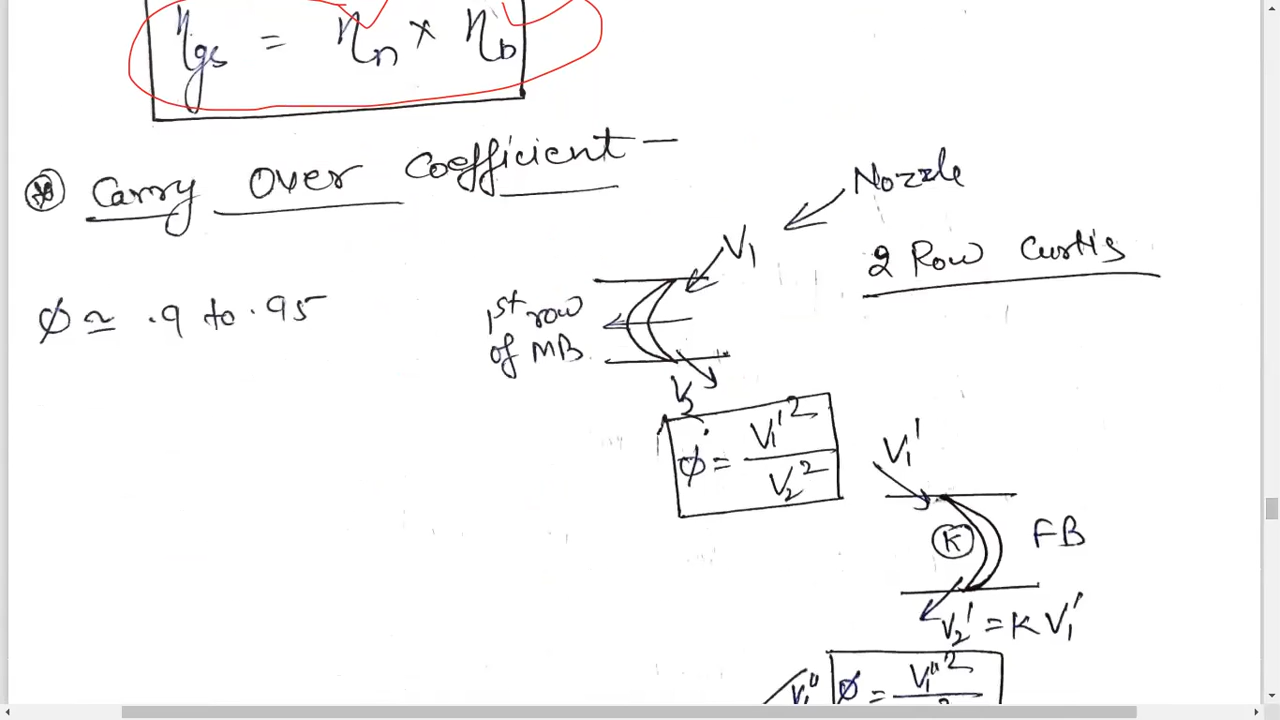 ηgs = ηn × ηb
Carry Over Coefficient —
Nozzle
V1
2 Row Curtis
ϕ ≃ .9 to .95
1st row
of MB
V2
ϕ = V1'² / V2²
V1'
K
FB
V2' = K V1'
V1"
ϕ = V1"²